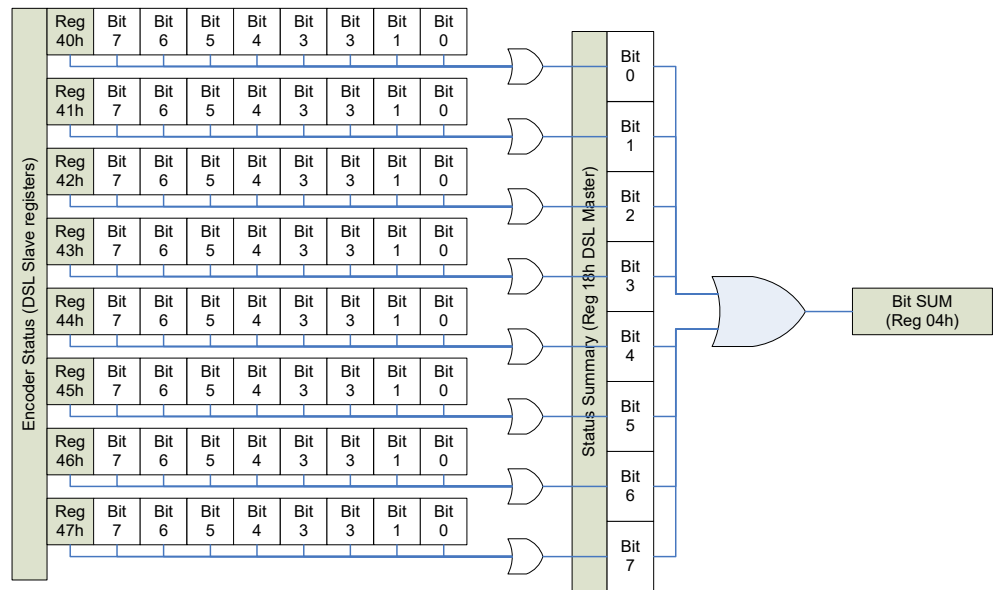 Encoder Status (DSL Slave registers)
Reg Bit Bit Bit Bit Bit Bit Bit Bit
40h 7 6 5 4 3 3 1 0
Reg Bit Bit Bit Bit Bit Bit Bit Bit
41h 7 6 5 4 3 3 1 0
Reg Bit Bit Bit Bit Bit Bit Bit Bit
42h 7 6 5 4 3 3 1 0
Reg Bit Bit Bit Bit Bit Bit Bit Bit
43h 7 6 5 4 3 3 1 0
Reg Bit Bit Bit Bit Bit Bit Bit Bit
44h 7 6 5 4 3 3 1 0
Reg Bit Bit Bit Bit Bit Bit Bit Bit
45h 7 6 5 4 3 3 1 0
Reg Bit Bit Bit Bit Bit Bit Bit Bit
46h 7 6 5 4 3 3 1 0
Reg Bit Bit Bit Bit Bit Bit Bit Bit
47h 7 6 5 4 3 3 1 0
Status Summary (Reg 18h DSL Master)
Bit
0
Bit
1
Bit
2
Bit
3
Bit
4
Bit
5
Bit
6
Bit
7
Bit SUM
(Reg 04h)